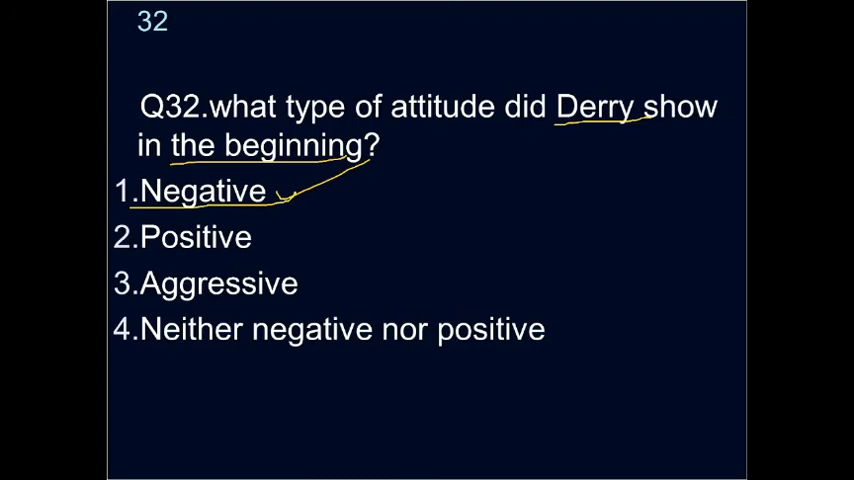 32
Q32.what type of attitude did Derry show
in the beginning?
1.Negative
2.Positive
3.Aggressive
4.Neither negative nor positive